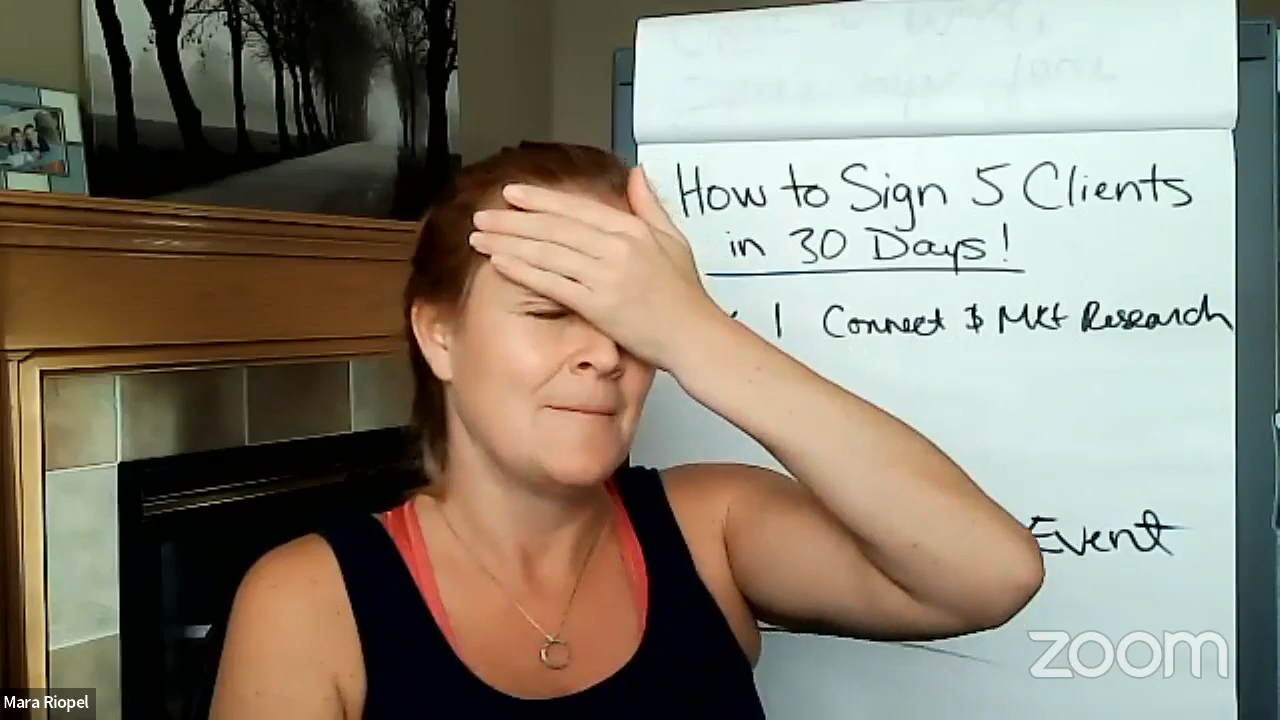 How to Sign 5 Clients
in 30 Days!
1 Connect & Mkt Research
Event
zoom
Mara Riopel